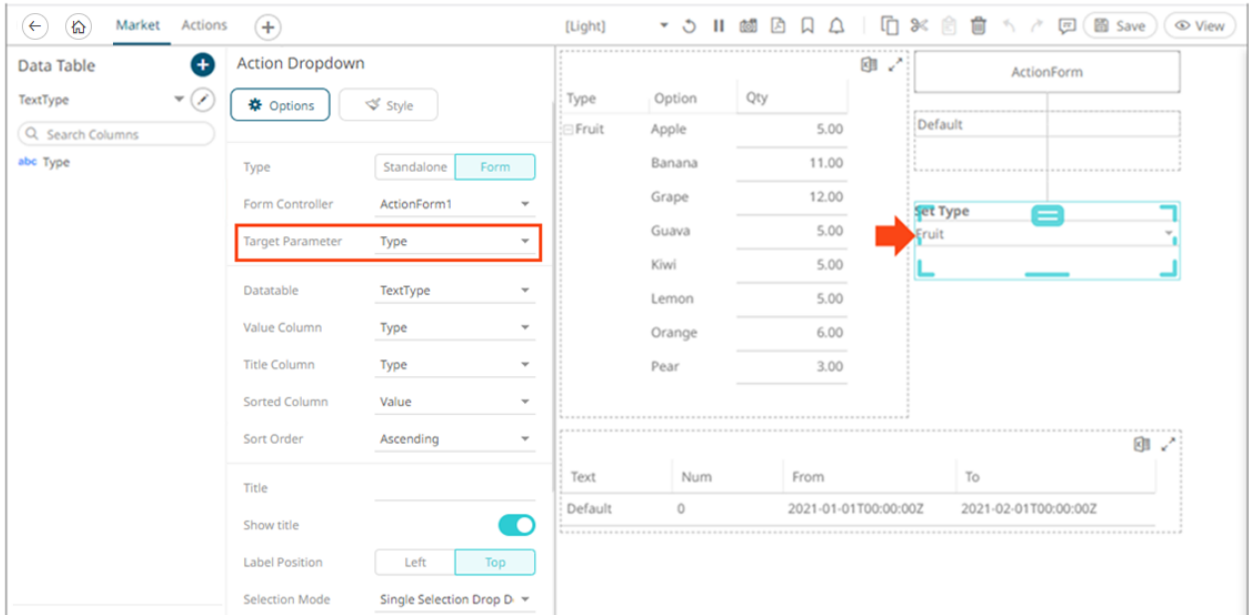 Market Actions [Light] Save View
Data Table
TextType
Search Columns
abc Type
Action Dropdown
Options Style
Type Standalone Form
Form Controller ActionForm1
Target Parameter Type
Datatable TextType
Value Column Type
Title Column Type
Sorted Column Value
Sort Order Ascending
Title
Show title
Label Position Left Top
Selection Mode Single Selection Drop D
Type Option Qty
Fruit Apple 5.00
Banana 11.00
Grape 12.00
Guava 5.00
Kiwi 5.00
Lemon 5.00
Orange 6.00
Pear 3.00
ActionForm
Default
Set Type
Fruit
Text Num From To
Default 0 2021-01-01T00:00:00Z 2021-02-01T00:00:00Z